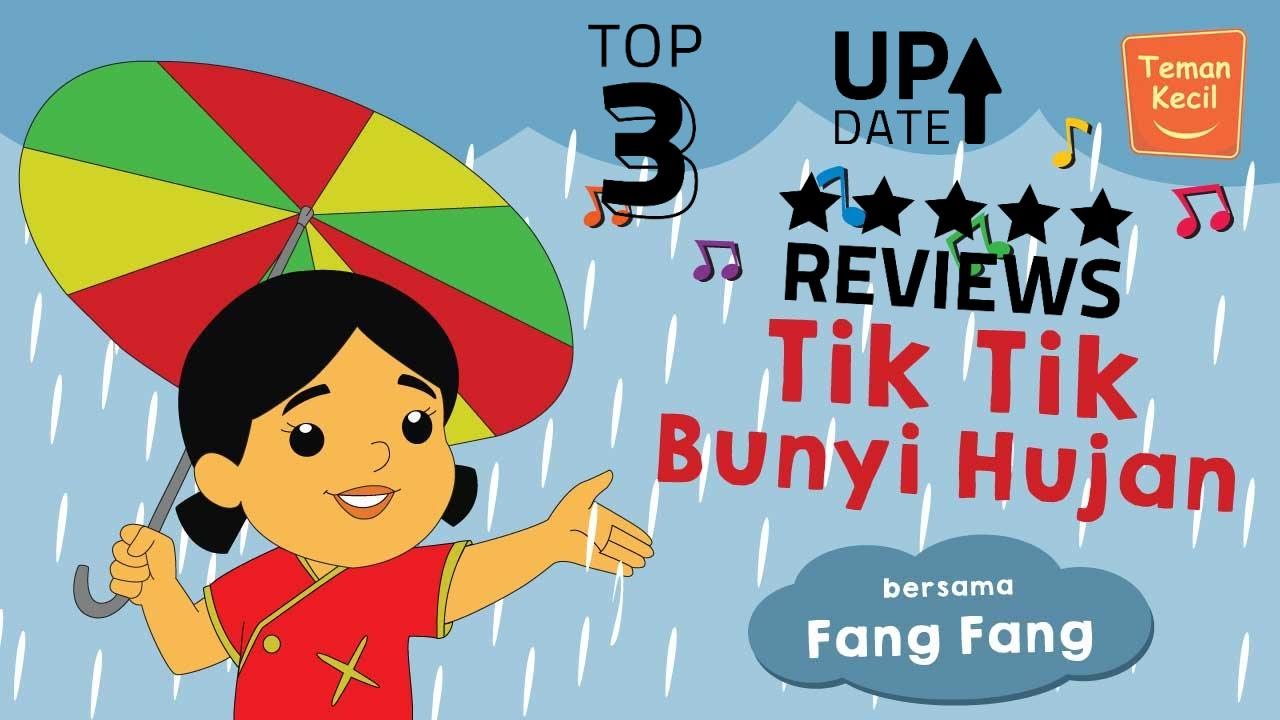 TOP
3
UP
DATE
REVIEWS
Teman
Kecil
Tik Tik
Bunyi Hujan
bersama
Fang Fang